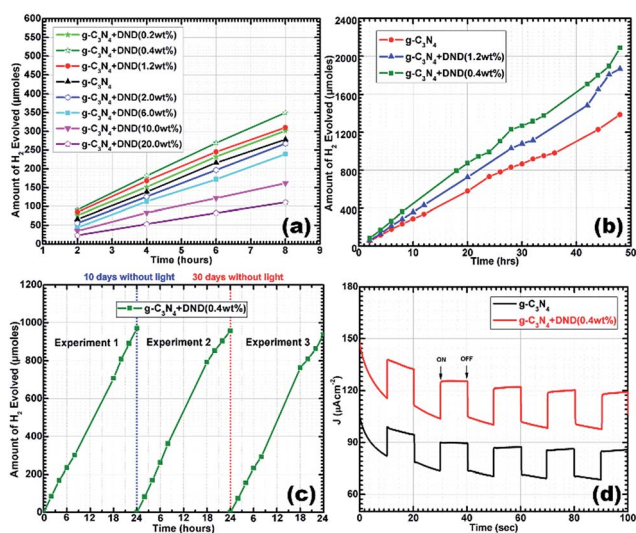 Amount of H2 Evolved (μmoles)
600
550
500
450
400
350
300
250
200
150
100
50
0
g-C3N4+DND(0.2wt%)
g-C3N4+DND(0.4wt%)
g-C3N4+DND(1.2wt%)
g-C3N4
g-C3N4+DND(2.0wt%)
g-C3N4+DND(6.0wt%)
g-C3N4+DND(10.0wt%)
g-C3N4+DND(20.0wt%)
(a)
1 2 3 4 5 6 7 8 9
Time (hours)
Amount of H2 Evolved (μmoles)
2400
2000
1600
1200
800
400
g-C3N4
g-C3N4+DND(1.2wt%)
g-C3N4+DND(0.4wt%)
(b)
0 10 20 30 40 50
Time (hrs)
10 days without light
30 days without light
Amount of H2 Evolved (μmoles)
1200
1000
800
600
400
200
0
g-C3N4+DND(0.4wt%)
Experiment 1
Experiment 2
Experiment 3
(c)
0 6 12 18 24 6 12 18 24 6 12 18 24
Time (hours)
J (μAcm-2)
180
150
120
90
60
g-C3N4
g-C3N4+DND(0.4wt%)
ON
OFF
(d)
0 20 40 60 80 100
Time (sec)